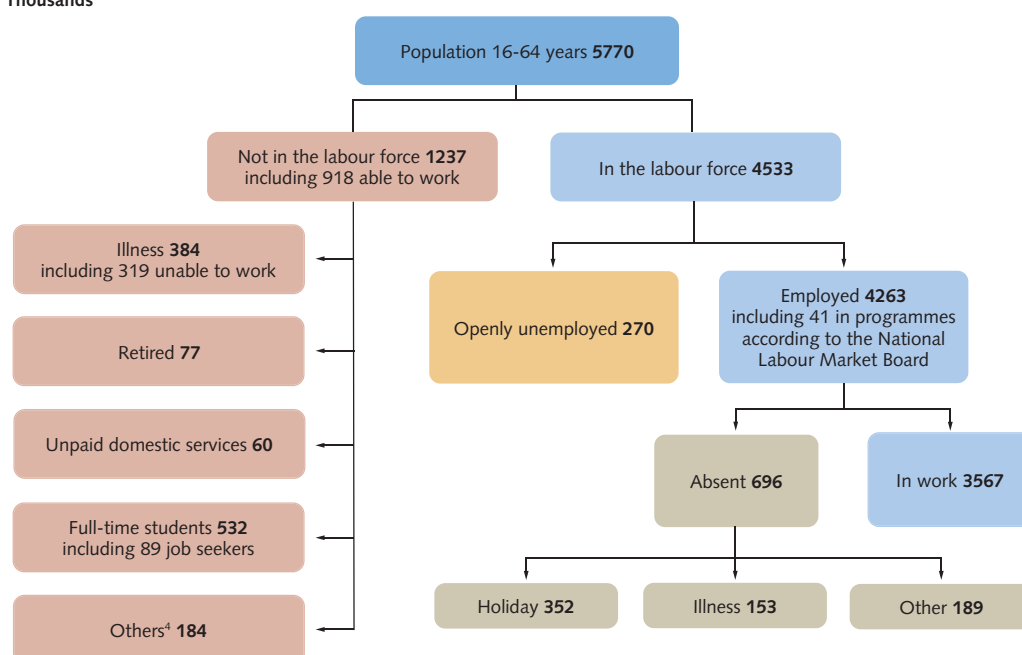 Thousands
Population 16-64 years 5770
Not in the labour force 1237
including 918 able to work
In the labour force 4533
Illness 384
including 319 unable to work
Openly unemployed 270
Employed 4263
including 41 in programmes
according to the National
Labour Market Board
Retired 77
Unpaid domestic services 60
Absent 696
In work 3567
Full-time students 532
including 89 job seekers
Holiday 352
Illness 153
Other 189
Others⁴ 184